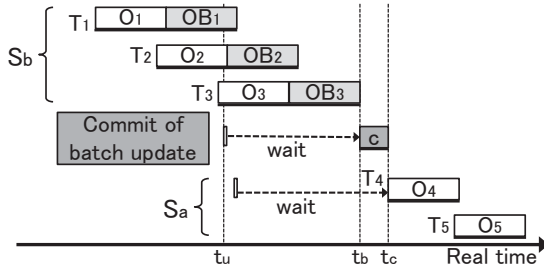 T1 O1 OB1
Sb
T2 O2 OB2
T3 O3 OB3
Commit of
batch update
wait
c
Sa
wait
T4 O4
T5 O5
tu tb tc Real time